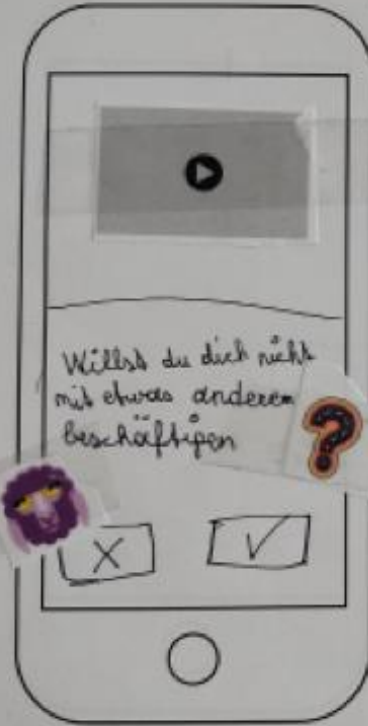 Willst du dich nicht
mit etwas anderem
beschäftigen ?
X ✓